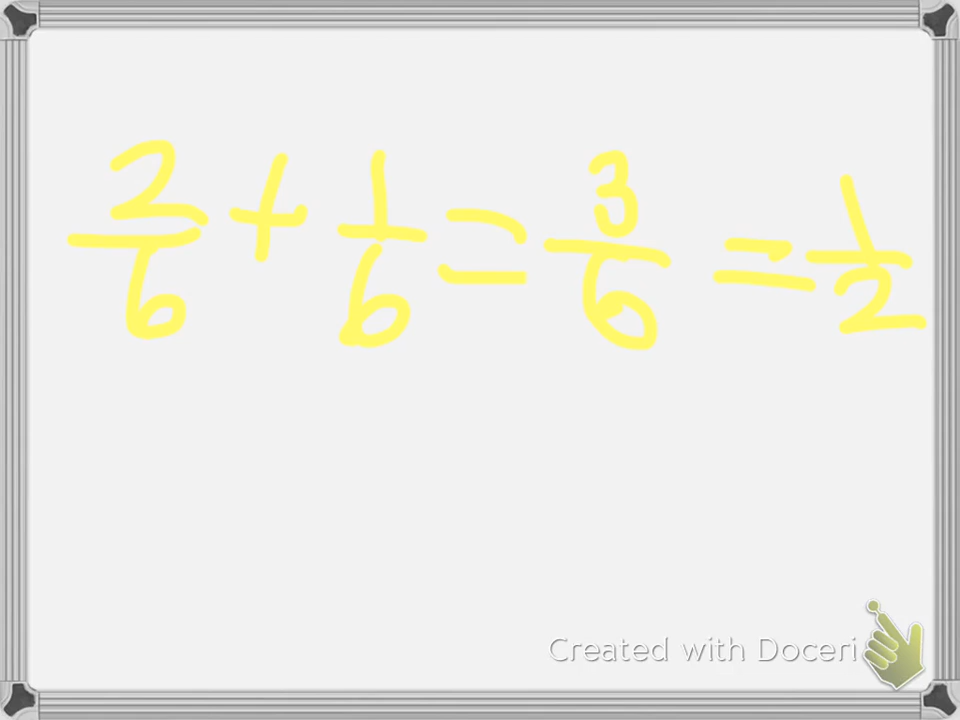 2/6 + 1/6 = 3/6 = 1/2
Created with Doceri